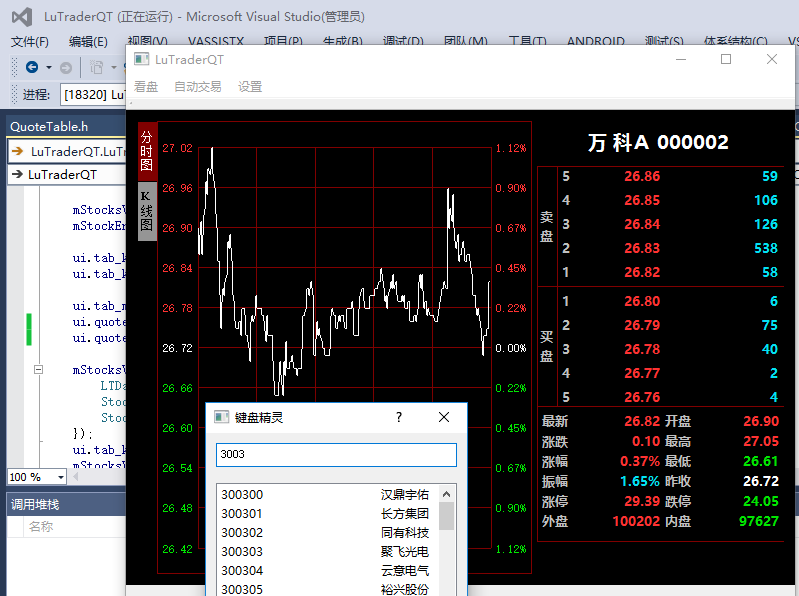 LuTraderQT (正在运行) - Microsoft Visual Studio(管理员)
文件(F) 编辑(E) 视图(V) VASSISTX 项目(P) 生成(B) 调试(D) 团队(M) 工具(T) ANDROID 测试(S) 体系结构(C)
进程: [18320] LuT
QuoteTable.h
LuTraderQT.LuTr
LuTraderQT
mStocksV
mStockEr
ui.tab_k
ui.tab_k
ui.tab_m
ui.quote
ui.quote
mStocksV
LTDa
Stoc
Stoc
});
ui.tab_k
mStocksW
100 %
调用堆栈
名称
LuTraderQT
看盘 自动交易 设置
分时图
K线图
27.02 1.12%
26.96 0.90%
26.90 0.67%
26.84 0.45%
26.78 0.22%
26.72 0.00%
26.66 0.22%
26.60 0.45%
26.54 0.67%
26.48 0.90%
26.42 1.12%
万 科A 000002
卖盘
5 26.86 59
4 26.85 106
3 26.84 126
2 26.83 538
1 26.82 58
买盘
1 26.80 6
2 26.79 75
3 26.78 40
4 26.77 2
5 26.76 4
最新 26.82 开盘 26.90
涨跌 0.10 最高 27.05
涨幅 0.37% 最低 26.61
振幅 1.65% 昨收 26.72
涨停 29.39 跌停 24.05
外盘 100202 内盘 97627
键盘精灵 ?
3003
300300 汉鼎宇佑
300301 长方集团
300302 同有科技
300303 聚飞光电
300304 云意电气
300305 裕兴股份